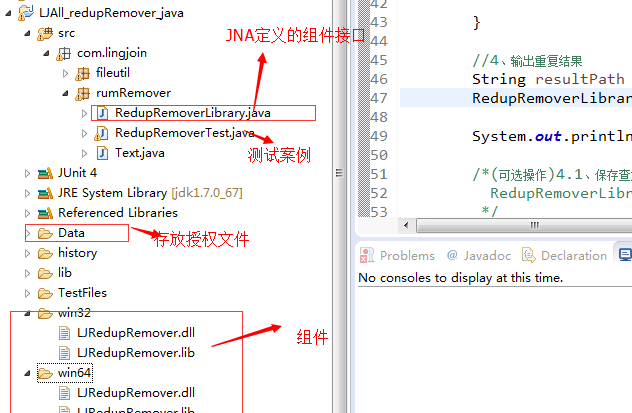 LJAll_redupRemover_java
src
com.lingjoin
fileutil
rumRemover
RedupRemoverLibrary.java
RedupRemoverTest.java
Text.java
JUnit 4
JRE System Library [jdk1.7.0_67]
Referenced Libraries
Data
history
lib
TestFiles
win32
LJRedupRemover.dll
LJRedupRemover.lib
win64
LJRedupRemover.dll
LJRedupRemover.lib
JNA定义的组件接口
测试案例
存放授权文件
组件
42
43 }
44
45 //4、输出重复结果
46 String resultPath
47 RedupRemoverLibrar
48
49 System.out.println
50
51 /*(可选操作)4.1、保存查
52 RedupRemoverLib
53 */
Problems @ Javadoc Declaration
No consoles to display at this time.